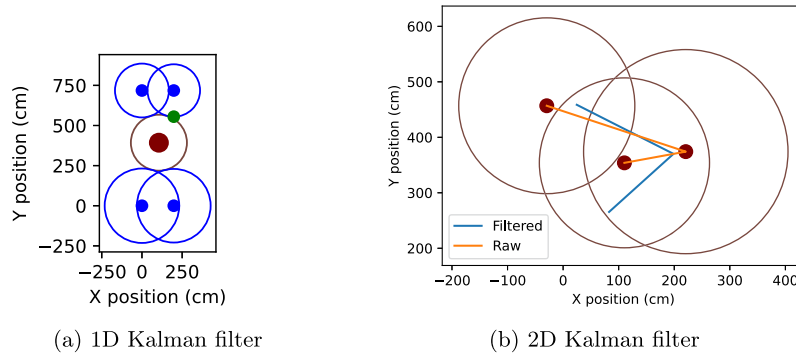 Y position (cm)
750
500
250
0
−250
−250
0
250
X position (cm)
(a) 1D Kalman filter
Y position (cm)
600
500
400
300
200
Filtered
Raw
−200
−100
0
100
200
300
400
X position (cm)
(b) 2D Kalman filter